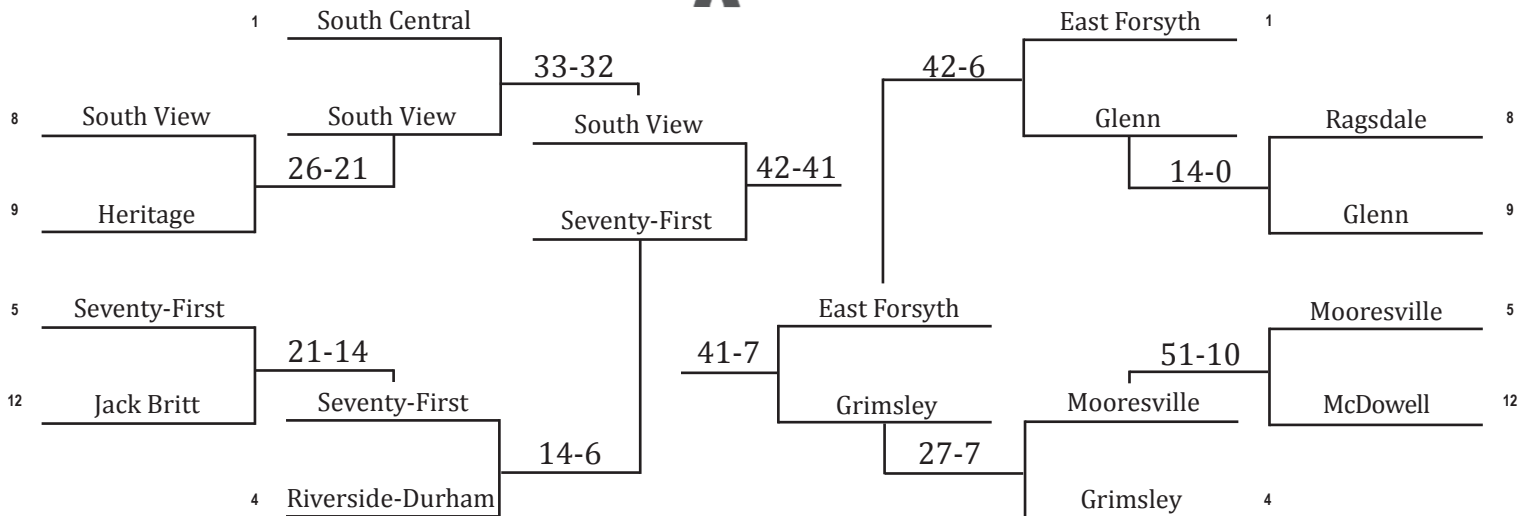 1 South Central
33-32
8 South View
South View
South View
26-21
42-41
9 Heritage
Seventy-First
5 Seventy-First
21-14
12 Jack Britt
Seventy-First
14-6
4 Riverside-Durham
East Forsyth 1
42-6
Glenn
Ragsdale 8
14-0
Glenn 9
East Forsyth
Mooresville 5
41-7
51-10
Grimsley
Mooresville
McDowell 12
27-7
Grimsley 4